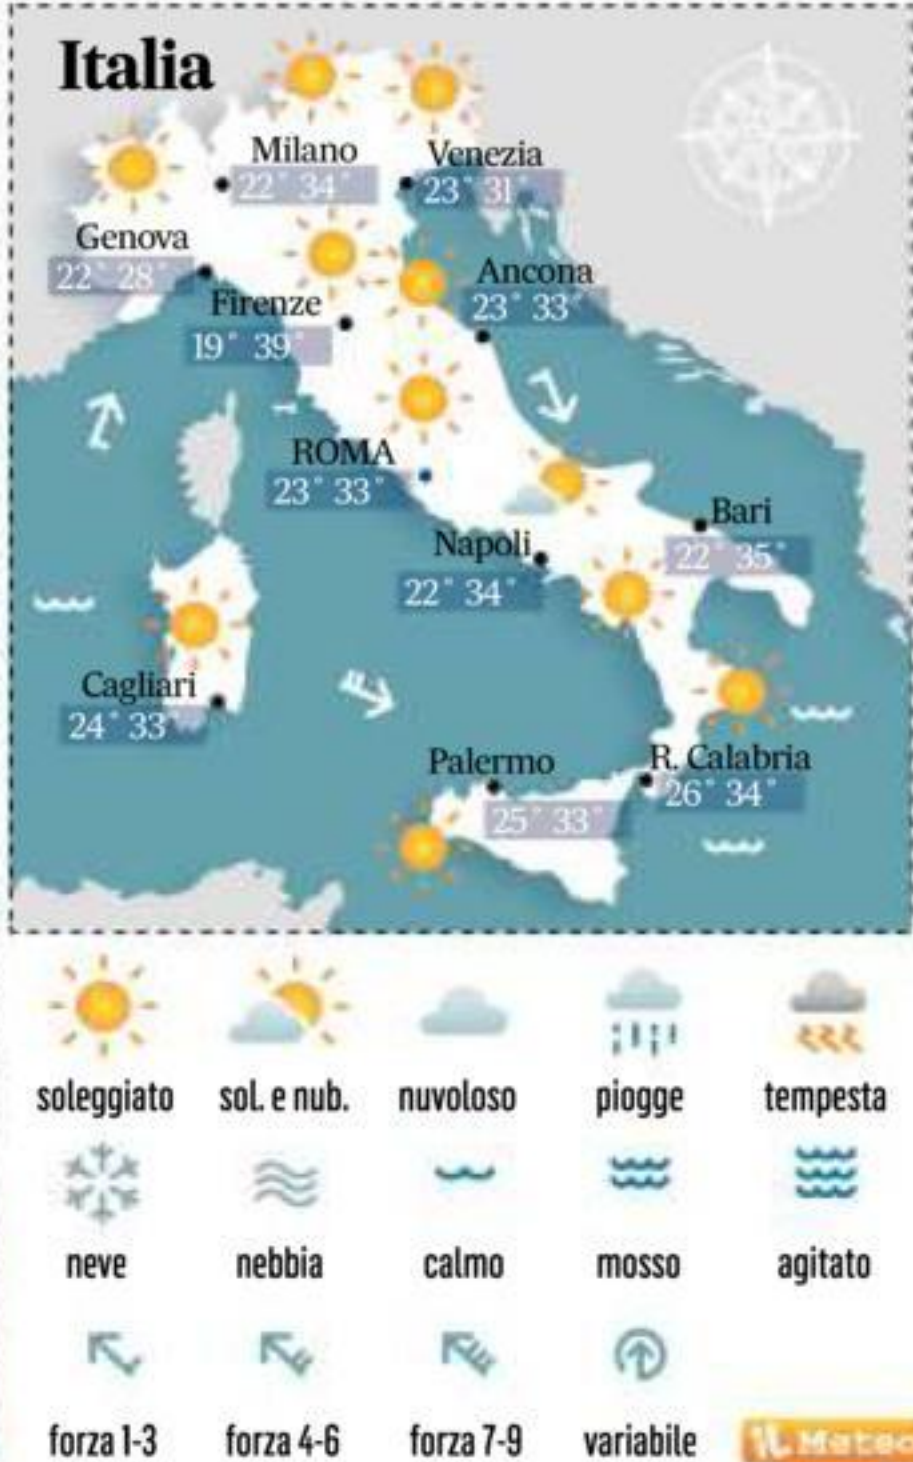 Italia
Milano
22° 34°
Venezia
23° 31°
Genova
22° 28°
Ancona
23° 33°
Firenze
19° 39°
ROMA
23° 33°
Bari
22° 35°
Napoli
22° 34°
Cagliari
24° 33°
Palermo
25° 33°
R. Calabria
26° 34°
soleggiato sol. e nub. nuvoloso piogge tempesta
neve nebbia calmo mosso agitato
forza 1-3 forza 4-6 forza 7-9 variabile
iL Meteo